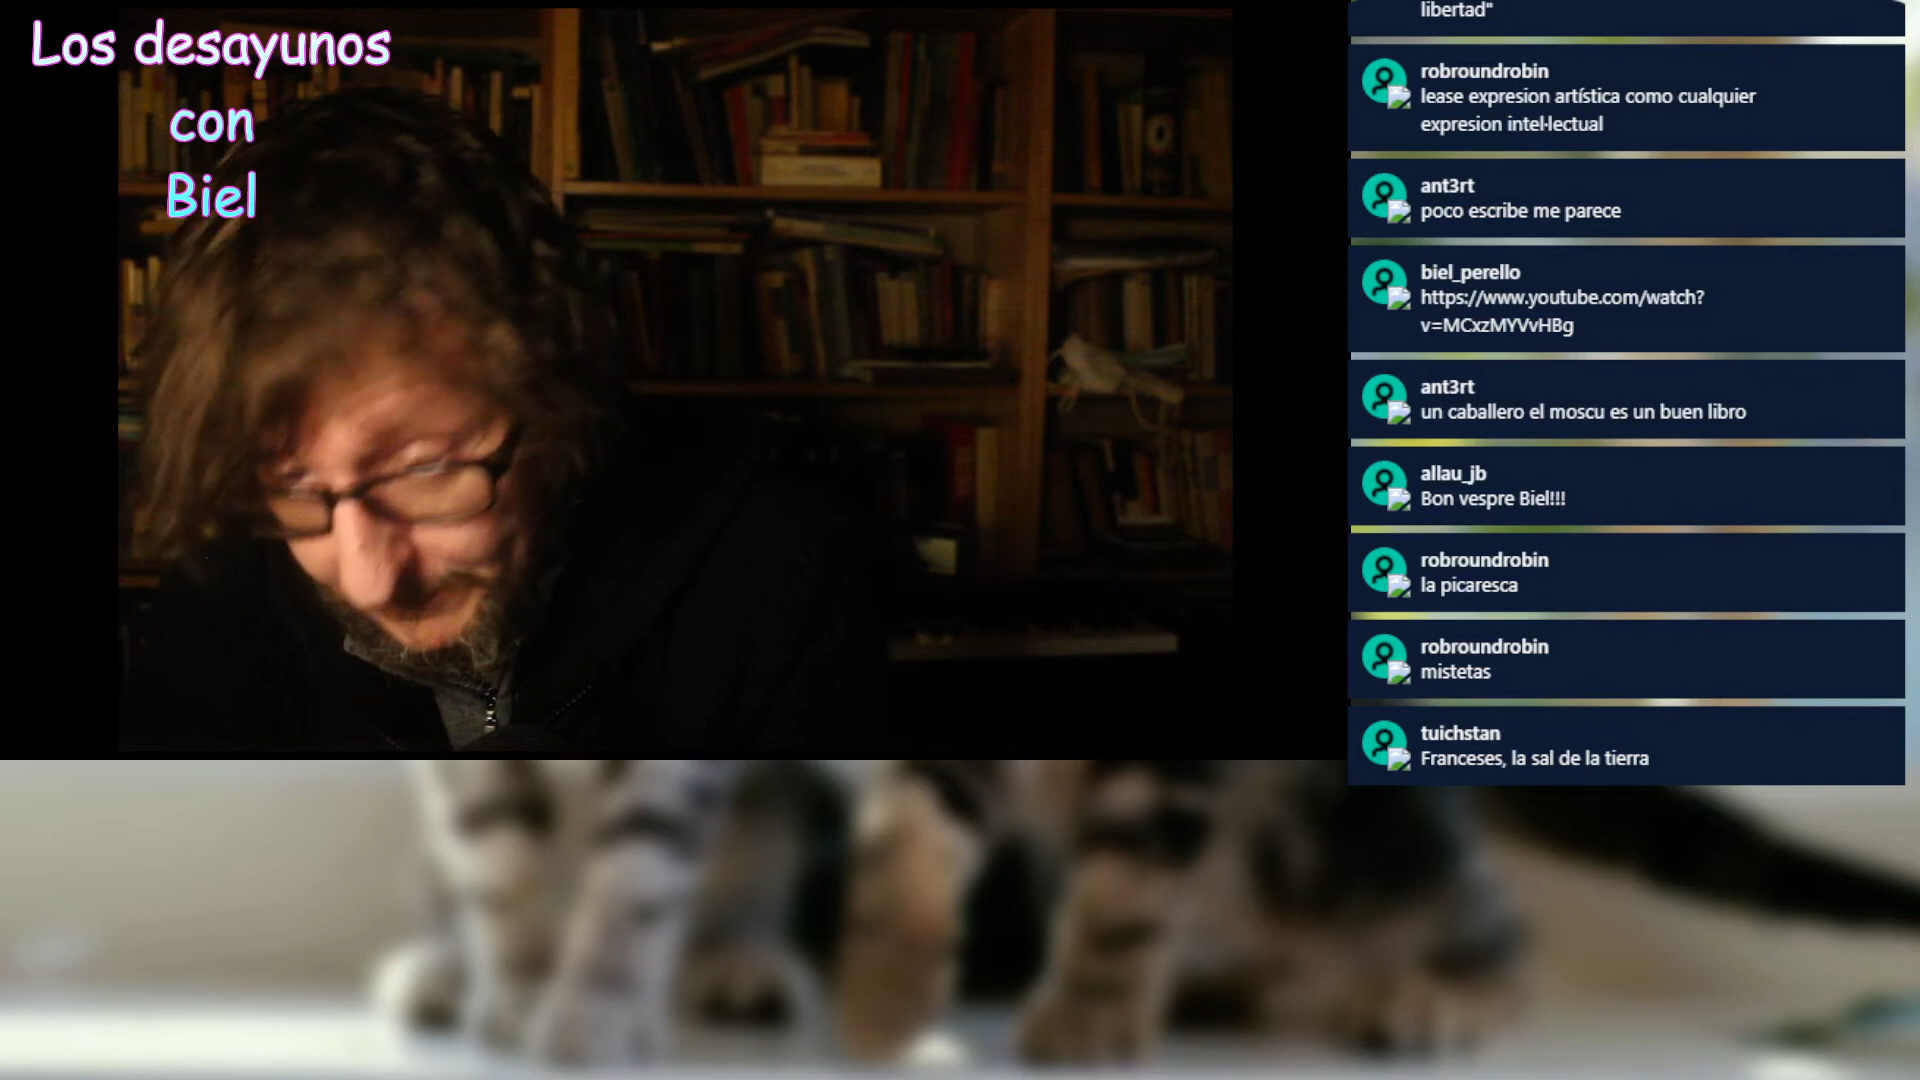 Los desayunos
con
Biel
libertad"
robroundrobin
lease expresion artística como cualquier
expresion intel·lectual
ant3rt
poco escribe me parece
biel_perello
https://www.youtube.com/watch?
v=MCxzMYVvHBg
ant3rt
un caballero el moscu es un buen libro
allau_jb
Bon vespre Biel!!!
robroundrobin
la picaresca
robroundrobin
mistetas
tuichstan
Franceses, la sal de la tierra